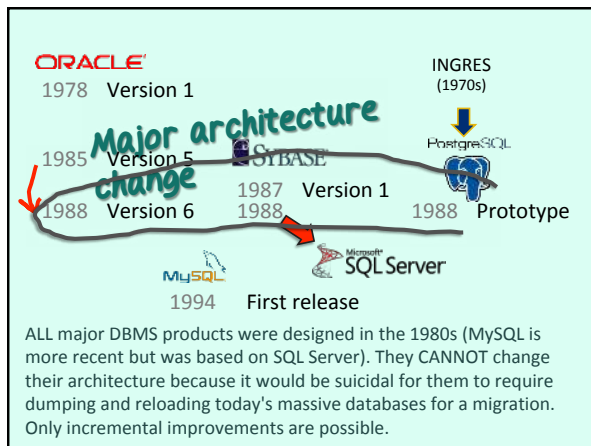 ORACLE
INGRES
(1970s)
1978 Version 1
Major architecture
change
PostgreSQL
1985 Version 5
SYBASE
1987 Version 1
1988 Version 6
1988
1988 Prototype
Microsoft
SQL Server
MySQL
1994 First release
ALL major DBMS products were designed in the 1980s (MySQL is
more recent but was based on SQL Server). They CANNOT change
their architecture because it would be suicidal for them to require
dumping and reloading today's massive databases for a migration.
Only incremental improvements are possible.